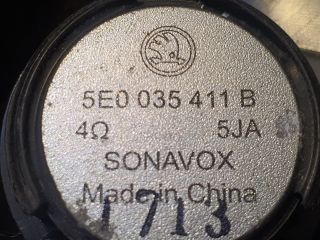 5E0 035 411 B
4Ω 5JA
SONAVOX
Made in China
1713